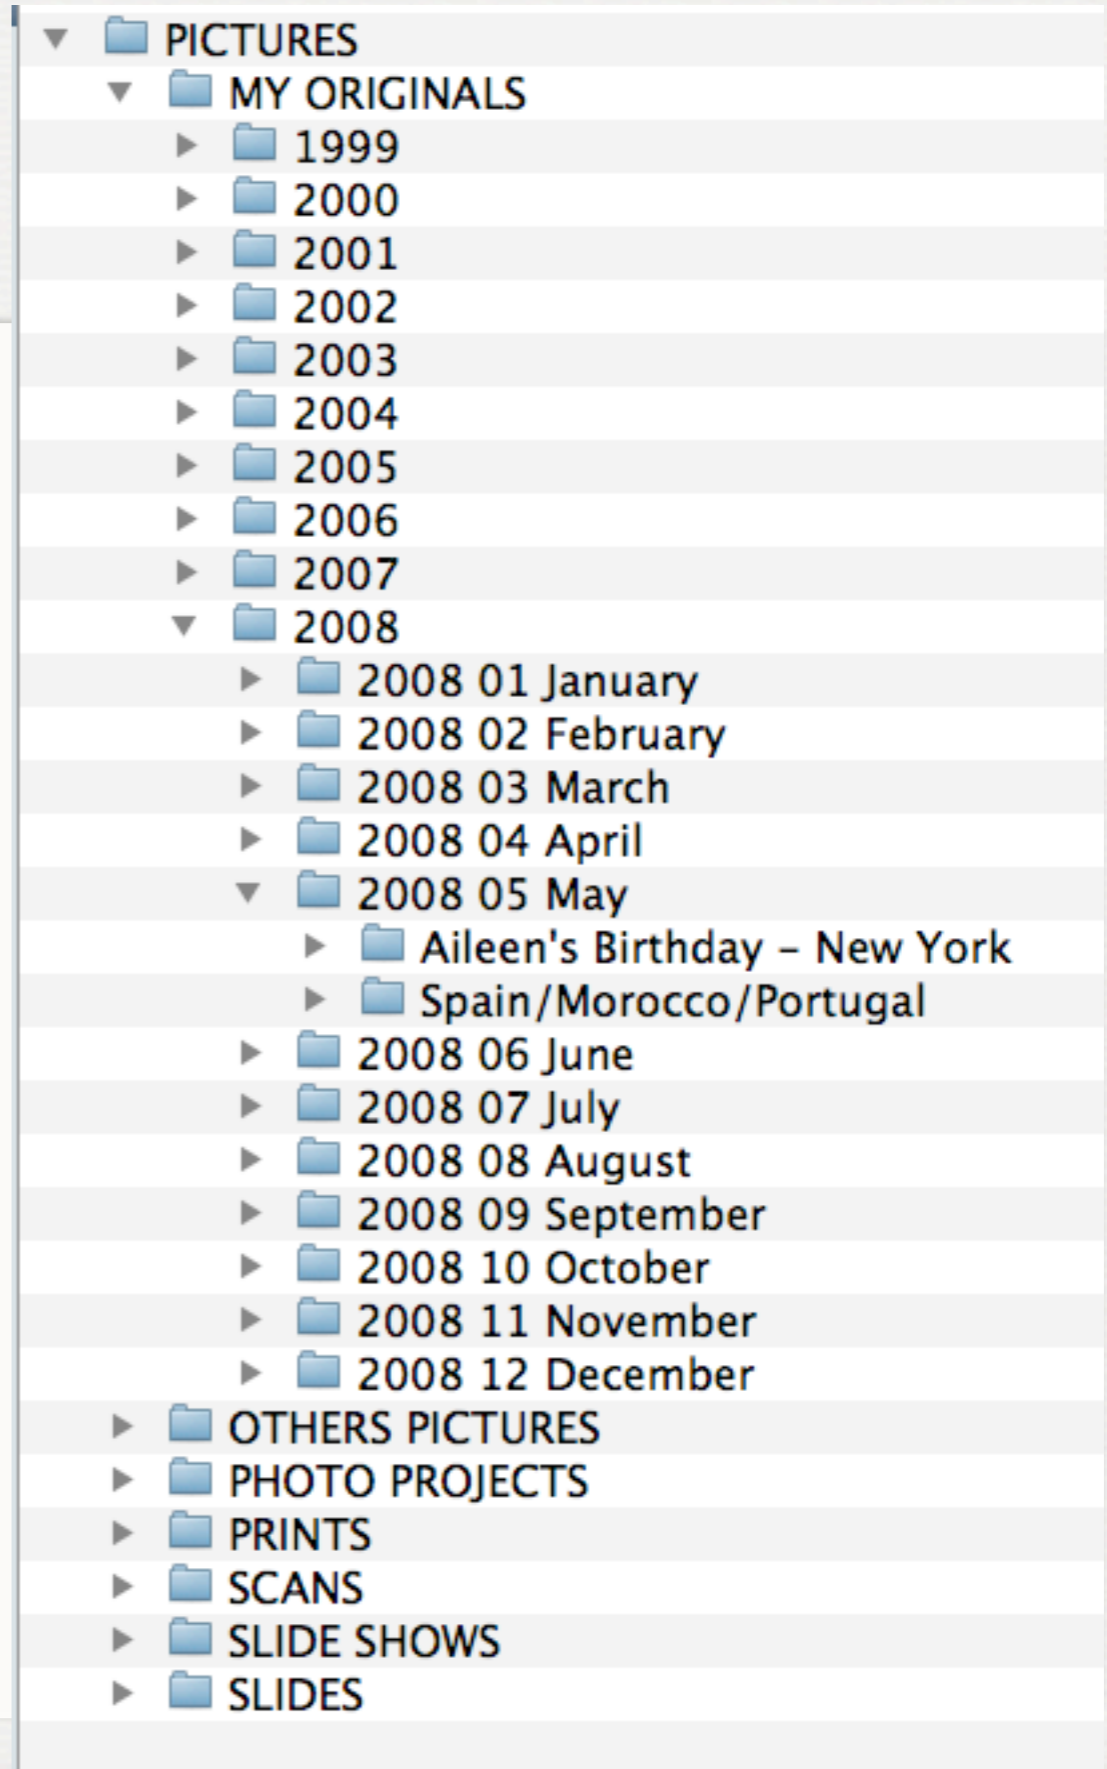 PICTURES
MY ORIGINALS
1999
2000
2001
2002
2003
2004
2005
2006
2007
2008
2008 01 January
2008 02 February
2008 03 March
2008 04 April
2008 05 May
Aileen's Birthday – New York
Spain/Morocco/Portugal
2008 06 June
2008 07 July
2008 08 August
2008 09 September
2008 10 October
2008 11 November
2008 12 December
OTHERS PICTURES
PHOTO PROJECTS
PRINTS
SCANS
SLIDE SHOWS
SLIDES